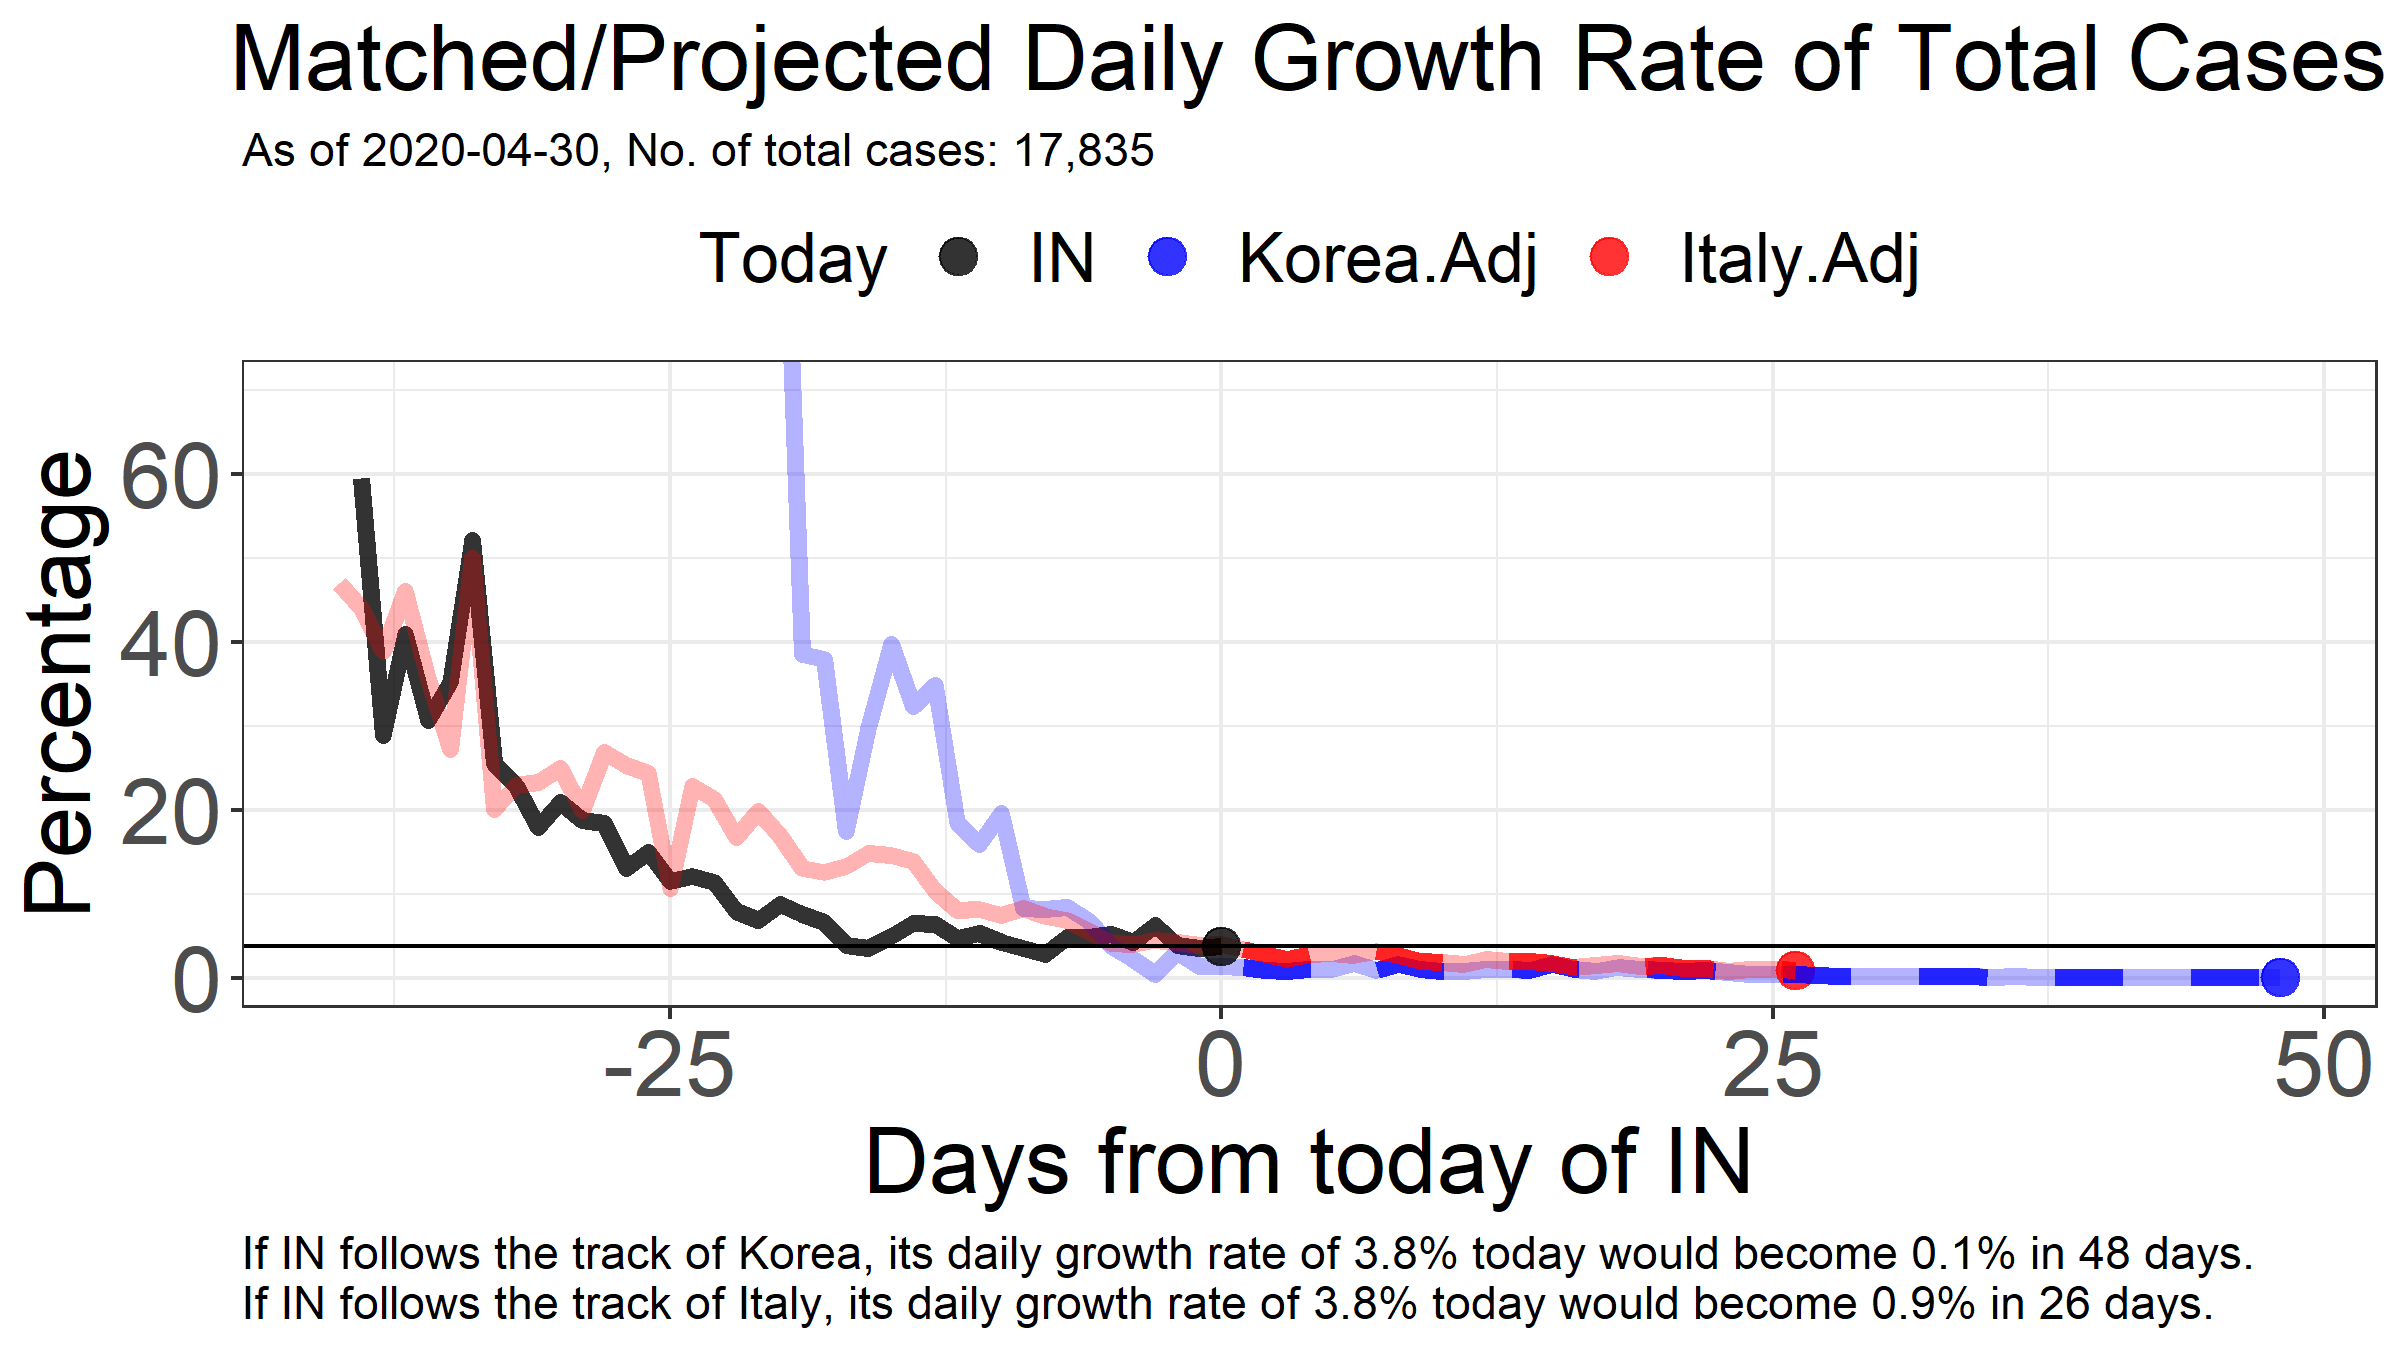 Matched/Projected Daily Growth Rate of Total Cases
As of 2020-04-30, No. of total cases: 17,835
Today IN Korea.Adj Italy.Adj
Percentage
60
40
20
0
-25 0 25 50
Days from today of IN
If IN follows the track of Korea, its daily growth rate of 3.8% today would become 0.1% in 48 days.
If IN follows the track of Italy, its daily growth rate of 3.8% today would become 0.9% in 26 days.